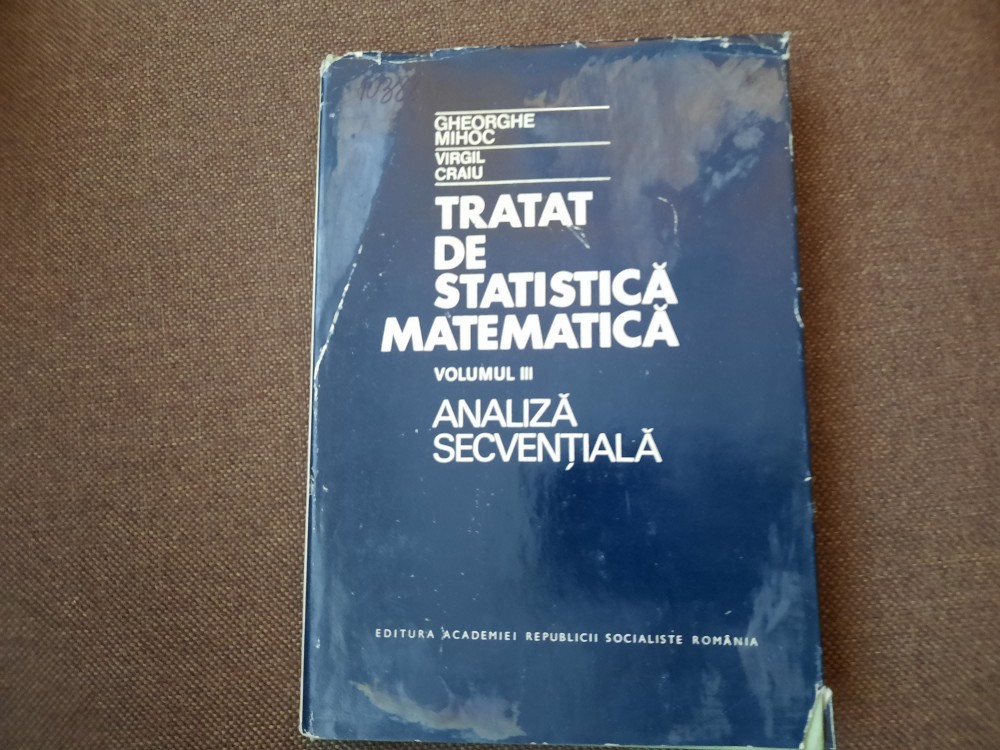 GHEORGHE
MIHOC
VIRGIL
CRAIU
TRATAT
DE
STATISTICĂ
MATEMATICĂ
VOLUMUL III
ANALIZĂ
SECVENȚIALĂ
EDITURA ACADEMIEI REPUBLICII SOCIALISTE ROMÂNIA